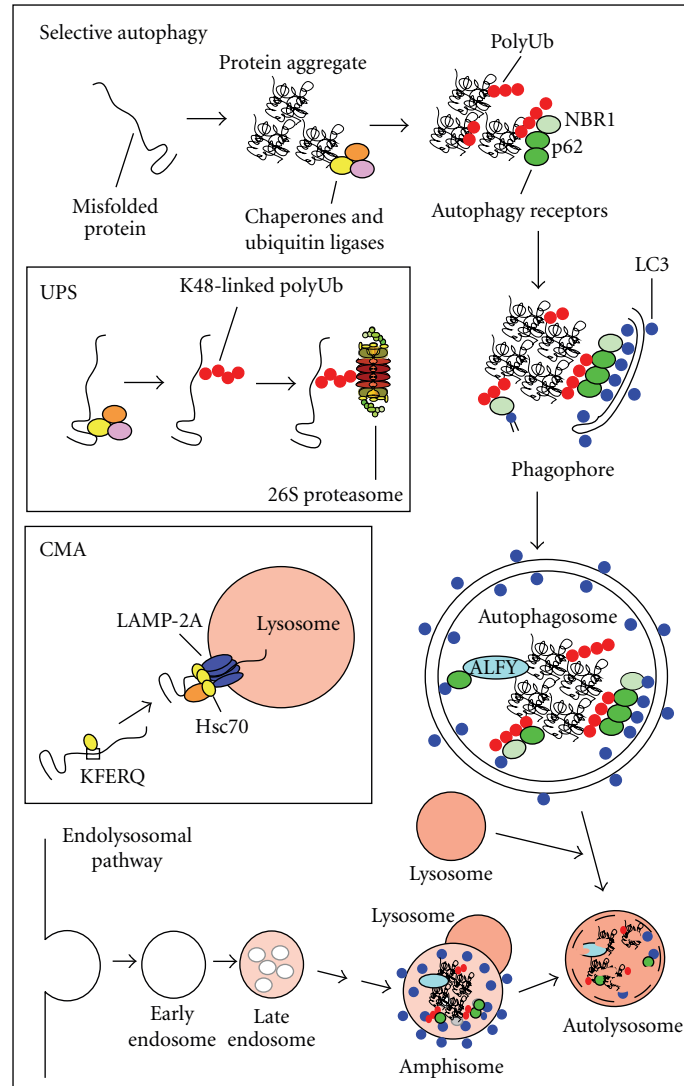 Selective autophagy
Protein aggregate
PolyUb
NBR1
p62
Misfolded
protein
Chaperones and
ubiquitin ligases
Autophagy receptors
LC3
UPS
K48-linked polyUb
26S proteasome
Phagophore
CMA
LAMP-2A
Lysosome
Hsc70
KFERQ
Autophagosome
ALFY
Endolysosomal
pathway
Lysosome
Lysosome
Early
endosome
Late
endosome
Amphisome
Autolysosome